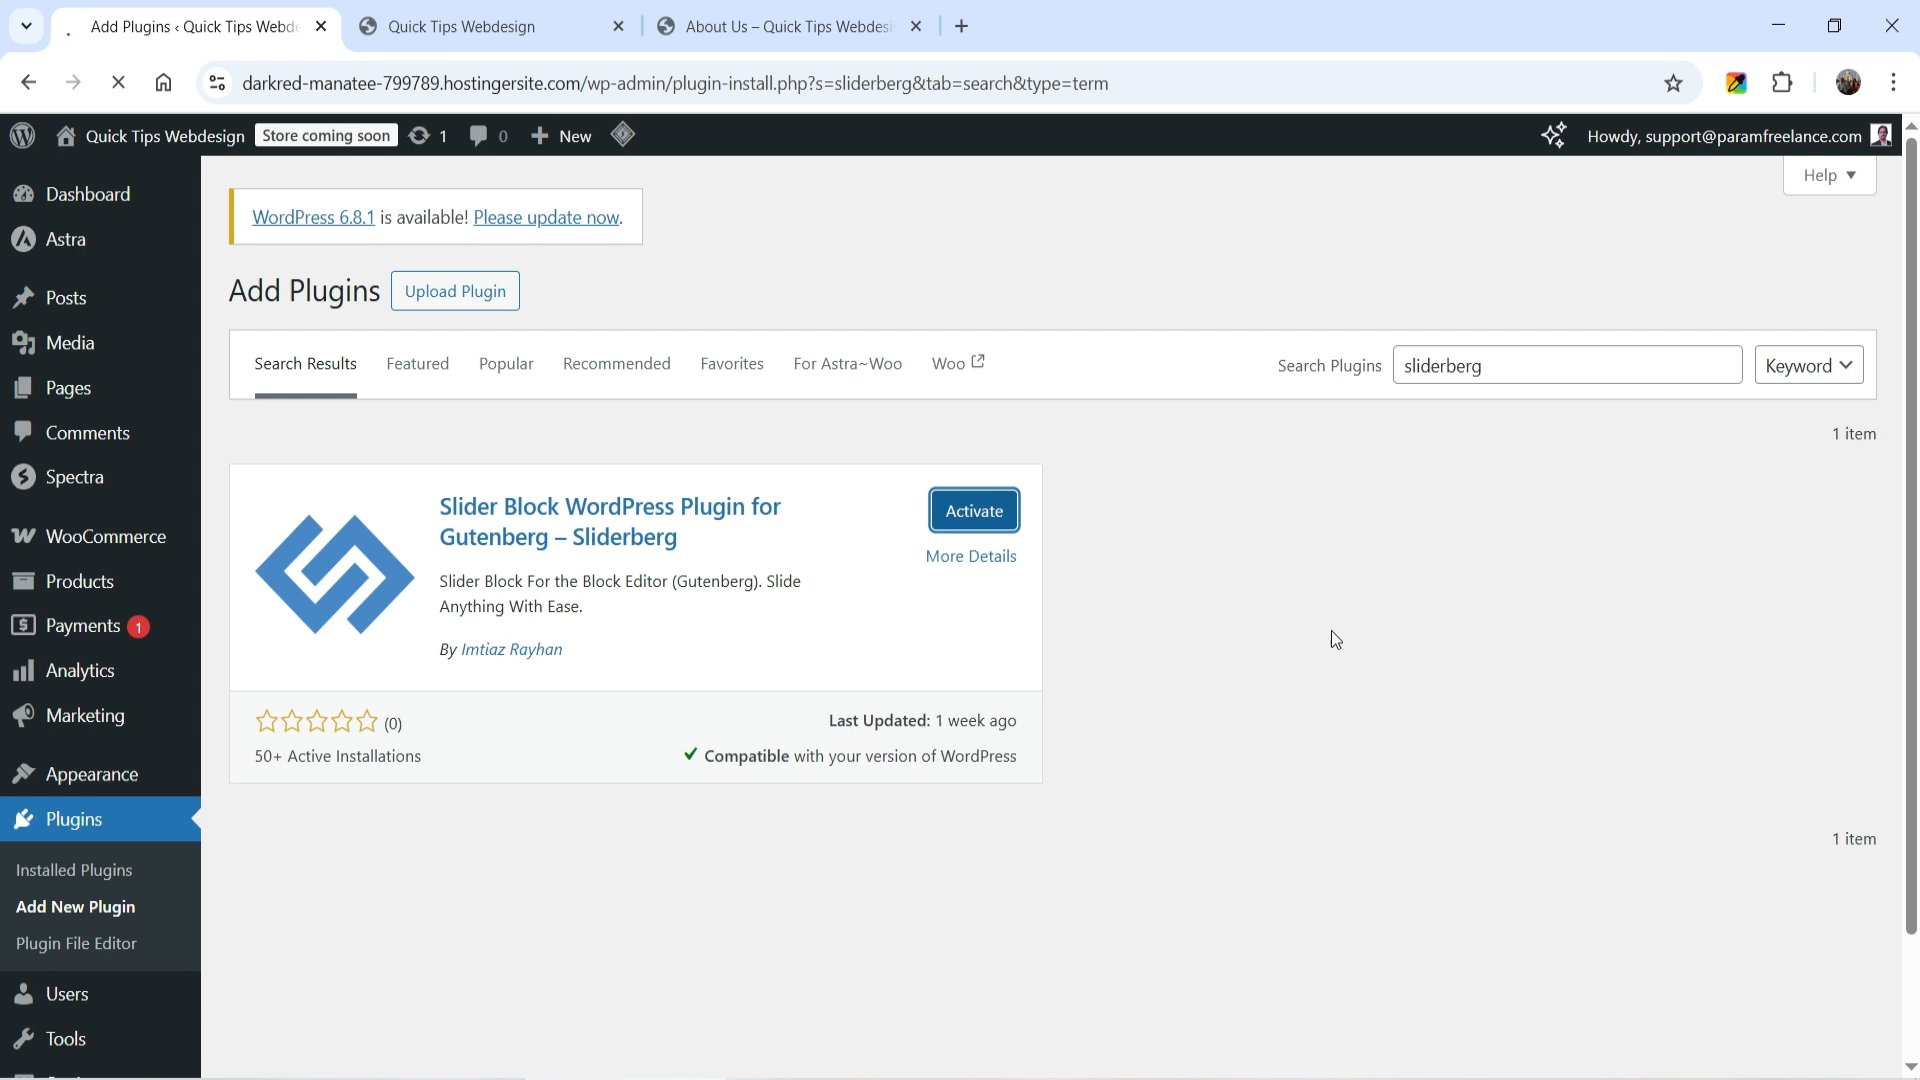 Add Plugins ‹ Quick Tips Webde
Quick Tips Webdesign
About Us – Quick Tips Webdesi
darkred-manatee-799789.hostingersite.com/wp-admin/plugin-install.php?s=sliderberg&tab=search&type=term
Quick Tips Webdesign
Store coming soon
1
0
New
Howdy, support@paramfreelance.com
Help
Dashboard
Astra
Posts
Media
Pages
Comments
Spectra
WooCommerce
Products
Payments 1
Analytics
Marketing
Appearance
Plugins
Installed Plugins
Add New Plugin
Plugin File Editor
Users
Tools
WordPress 6.8.1 is available! Please update now.
Add Plugins
Upload Plugin
Search Results
Featured
Popular
Recommended
Favorites
For Astra~Woo
Woo
Search Plugins
sliderberg
Keyword
1 item
Slider Block WordPress Plugin for
Gutenberg – Sliderberg
Activate
More Details
Slider Block For the Block Editor (Gutenberg). Slide
Anything With Ease.
By Imtiaz Rayhan
(0)
Last Updated: 1 week ago
50+ Active Installations
Compatible with your version of WordPress
1 item